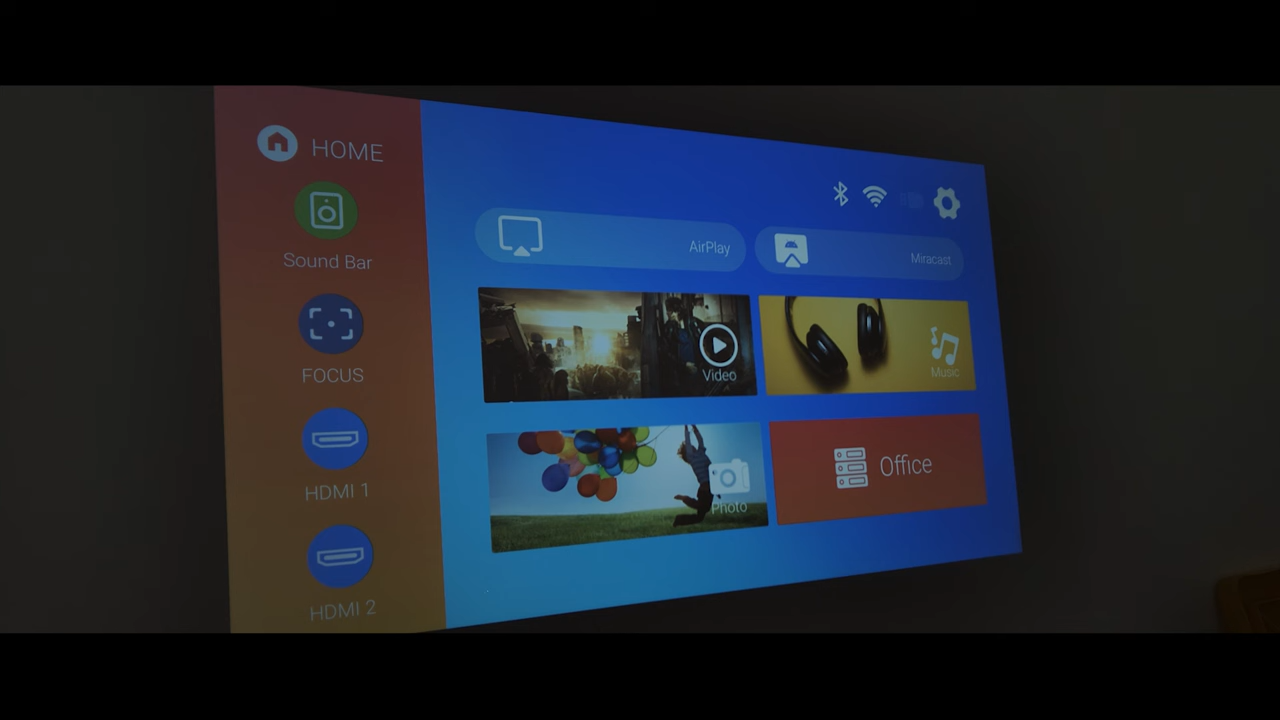 HOME
Sound Bar
FOCUS
HDMI 1
HDMI 2
AirPlay
Miracast
Video
Music
Photo
Office